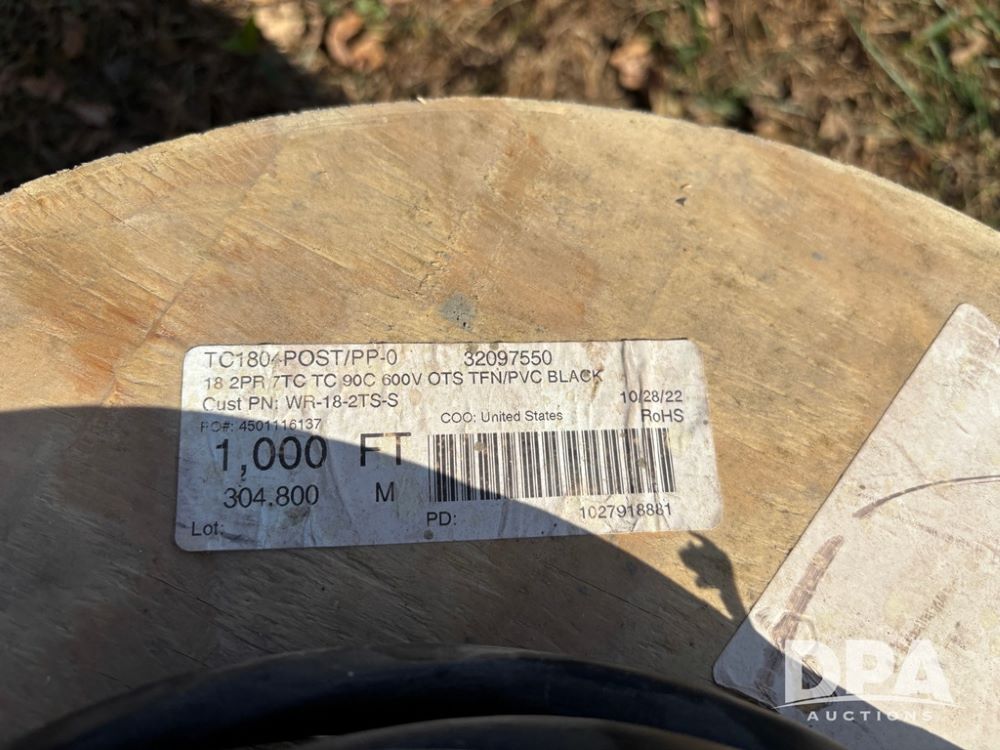 TC1804-POST/PP-0 32097550
18 2PR 7TC TC 90C 600V OTS TFN/PVC BLACK
Cust PN: WR-18-2TS-S 10/28/22
PO#: 4501116137 COO: United States RoHS
1,000 FT
304.800 M
Lot: PD: 1027918881
DPA
AUCTIONS